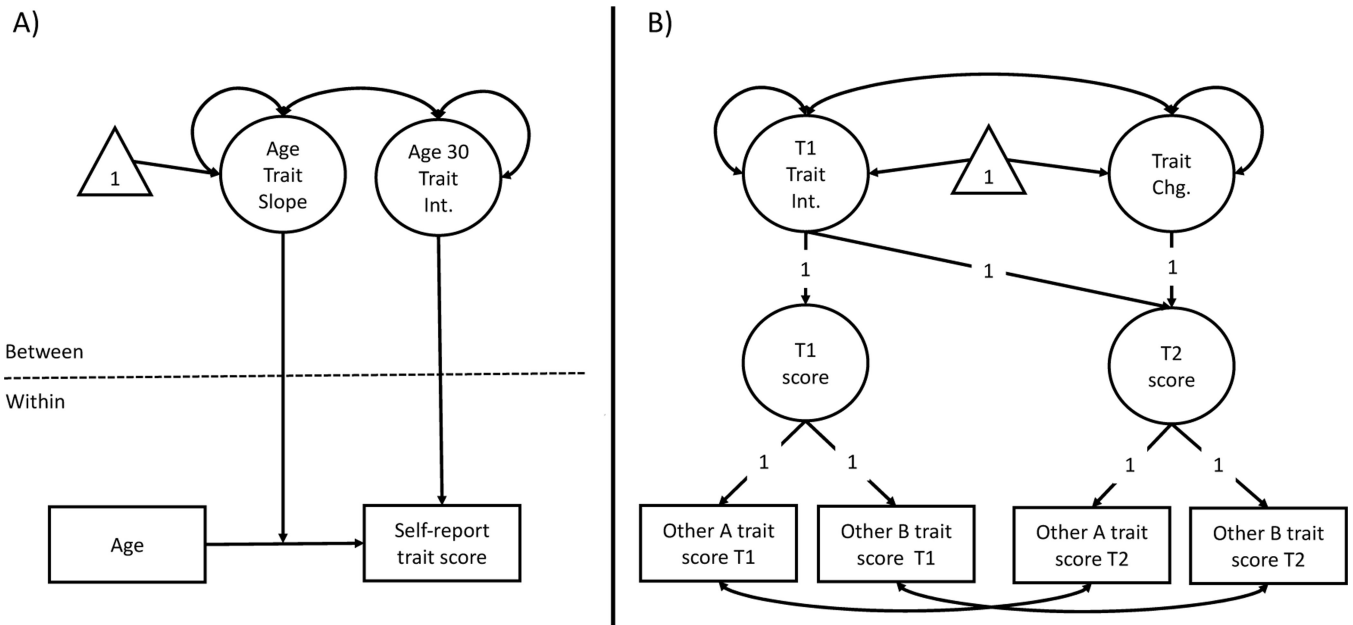 A)
1
Age
Trait
Slope
Age 30
Trait
Int.
Between
Within
Age
Self-report
trait score
B)
T1
Trait
Int.
1
Trait
Chg.
1
1
1
T1
score
T2
score
1
1
1
1
Other A trait
score T1
Other B trait
score T1
Other A trait
score T2
Other B trait
score T2